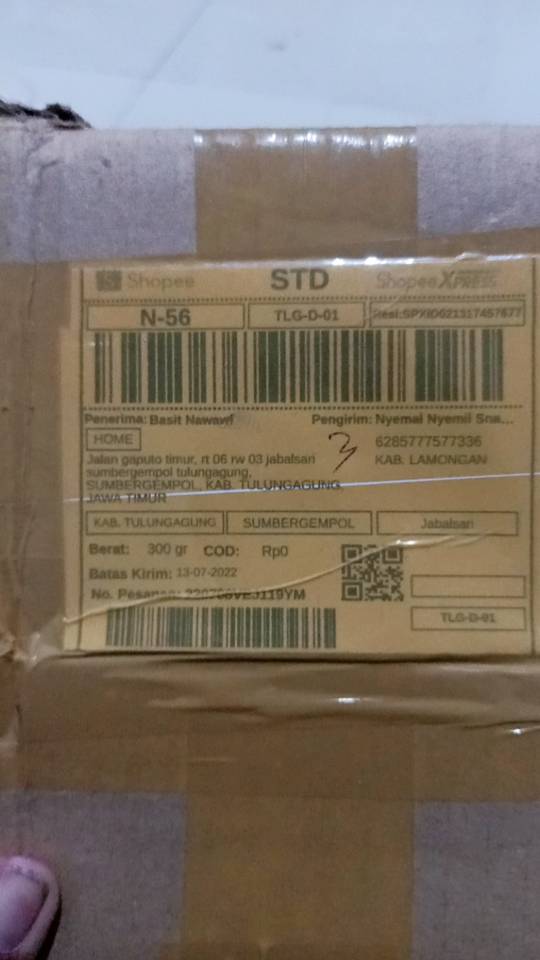 Shopee STD Shopee XPRESS
N-56 TLG-D-01 Resi:SPXID021317457677
Penerima: Basit Nawawi Pengirim: Nyemal Nyemil Sna...
HOME 3 6285777577336
Jalan gaputo timur, rt 06 rw 03 jabalsari KAB. LAMONGAN
sumbergempol tulungagung,
SUMBERGEMPOL, KAB. TULUNGAGUNG,
JAWA TIMUR
KAB. TULUNGAGUNG SUMBERGEMPOL Jabalsari
Berat: 300 gr COD: Rp0
Batas Kirim: 13-07-2022
No. Pesanan:
TLG-D-01